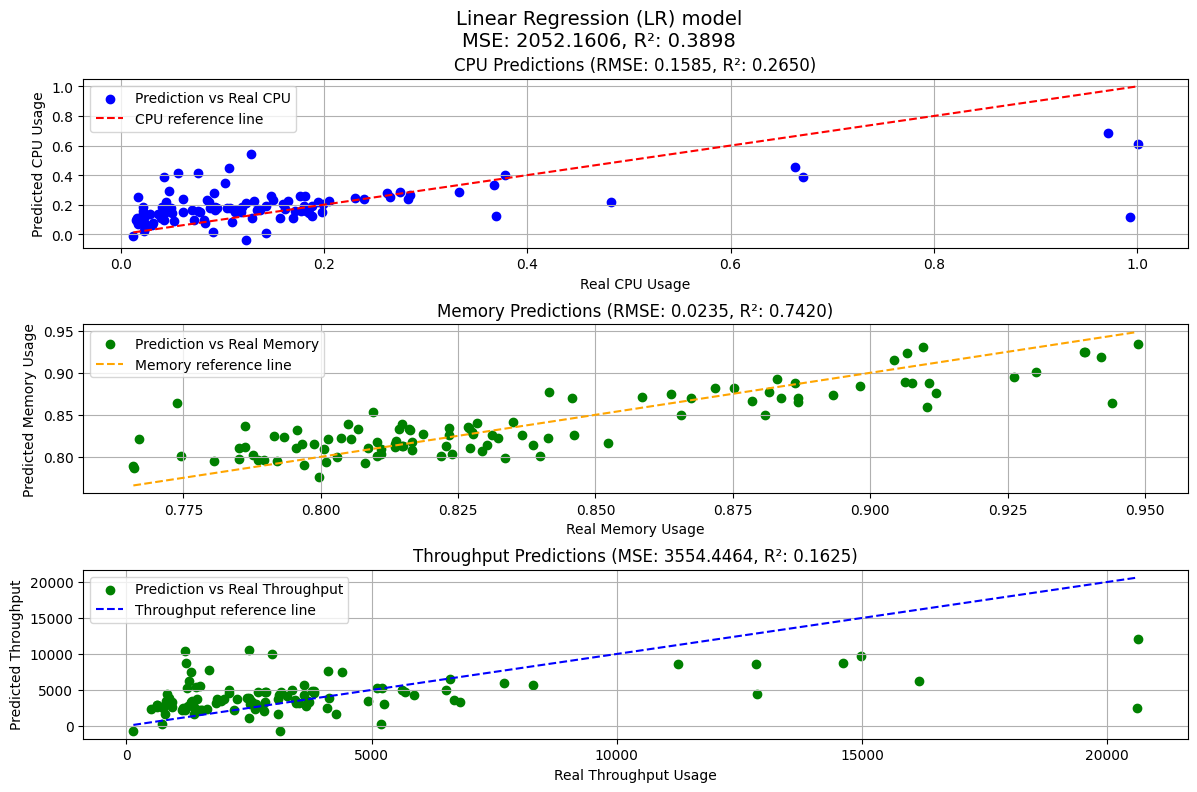 Linear Regression (LR) model
MSE: 2052.1606, R²: 0.3898
CPU Predictions (RMSE: 0.1585, R²: 0.2650)
Predicted CPU Usage
1.0
0.8
0.6
0.4
0.2
0.0
Prediction vs Real CPU
CPU reference line
0.0 0.2 0.4 0.6 0.8 1.0
Real CPU Usage
Memory Predictions (RMSE: 0.0235, R²: 0.7420)
Predicted Memory Usage
0.95
0.90
0.85
0.80
Prediction vs Real Memory
Memory reference line
0.775 0.800 0.825 0.850 0.875 0.900 0.925 0.950
Real Memory Usage
Throughput Predictions (MSE: 3554.4464, R²: 0.1625)
Predicted Throughput
20000
15000
10000
5000
0
Prediction vs Real Throughput
Throughput reference line
0 5000 10000 15000 20000
Real Throughput Usage